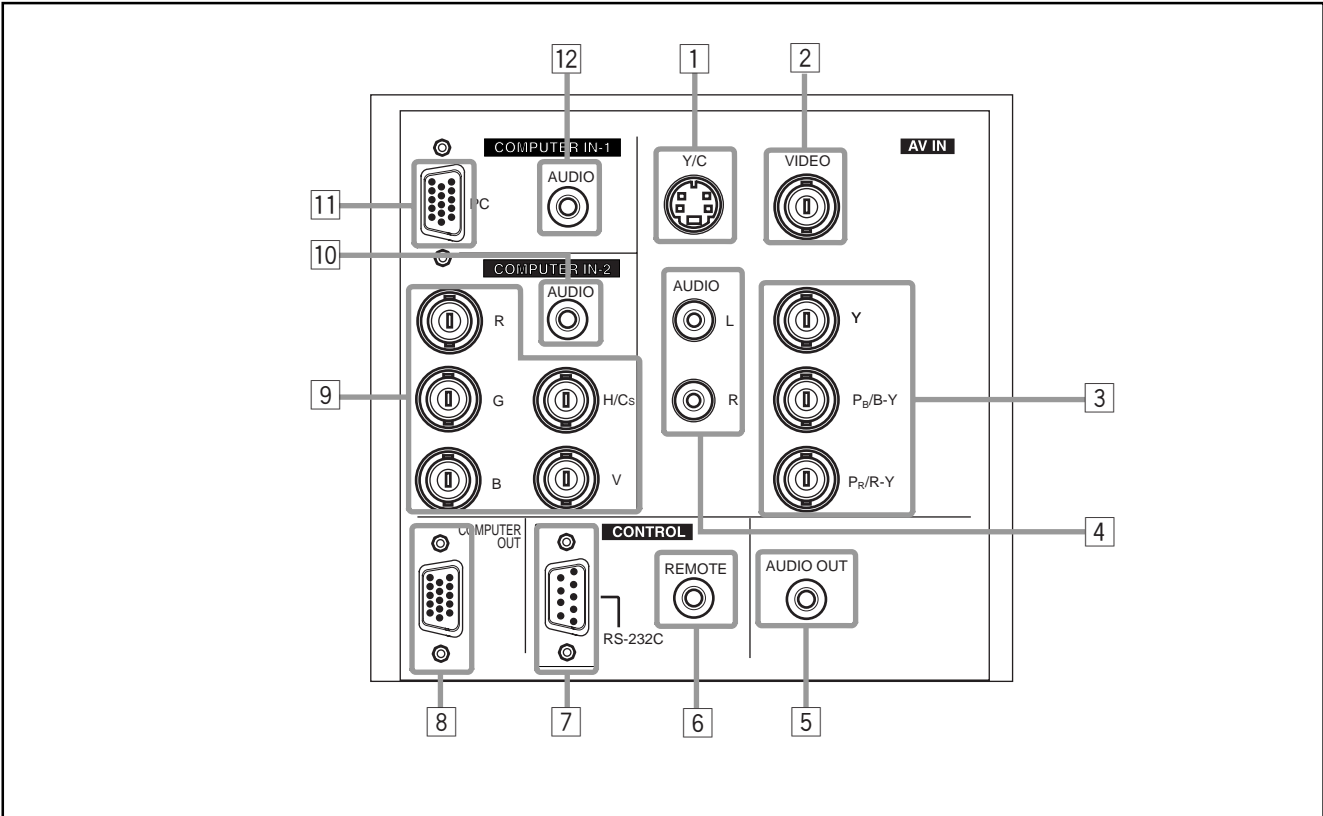 12
1
2
COMPUTER IN-1
AV IN
AUDIO
Y/C
VIDEO
11
PC
10
COMPUTER IN-2
AUDIO
AUDIO
R
L
Y
9
G
H/Cs
R
PB/B-Y
3
B
V
PR/R-Y
4
COMPUTER
OUT
CONTROL
REMOTE
AUDIO OUT
RS-232C
8
7
6
5